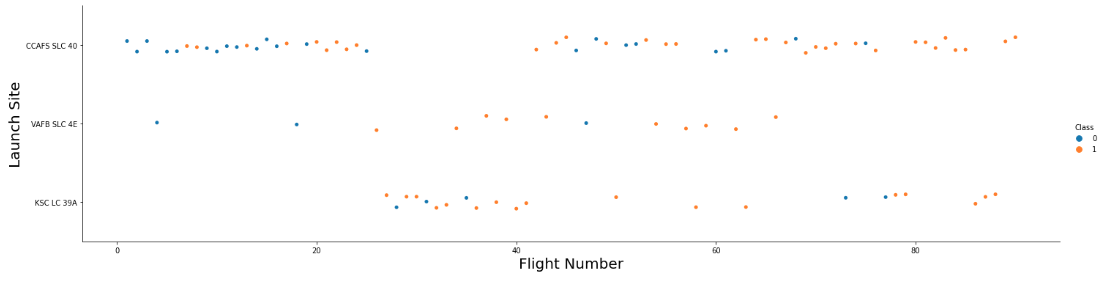 Launch Site
CCAFS SLC 40
VAFB SLC 4E
KSC LC 39A
0
20
40
60
80
Flight Number
Class
0
1